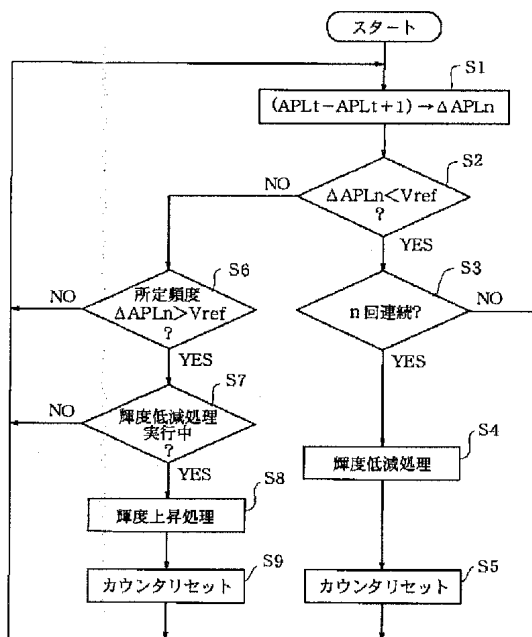 スタート
S1
(APLt−APLt+1)→ΔAPLn
S2
NO
ΔAPLn<Vref
?
YES
S6
S3
NO
所定頻度
ΔAPLn>Vref
?
n回連続?
NO
YES
YES
S7
NO
輝度低減処理
実行中
?
S4
輝度低減処理
YES
S8
輝度上昇処理
S9
カウンタリセット
S5
カウンタリセット